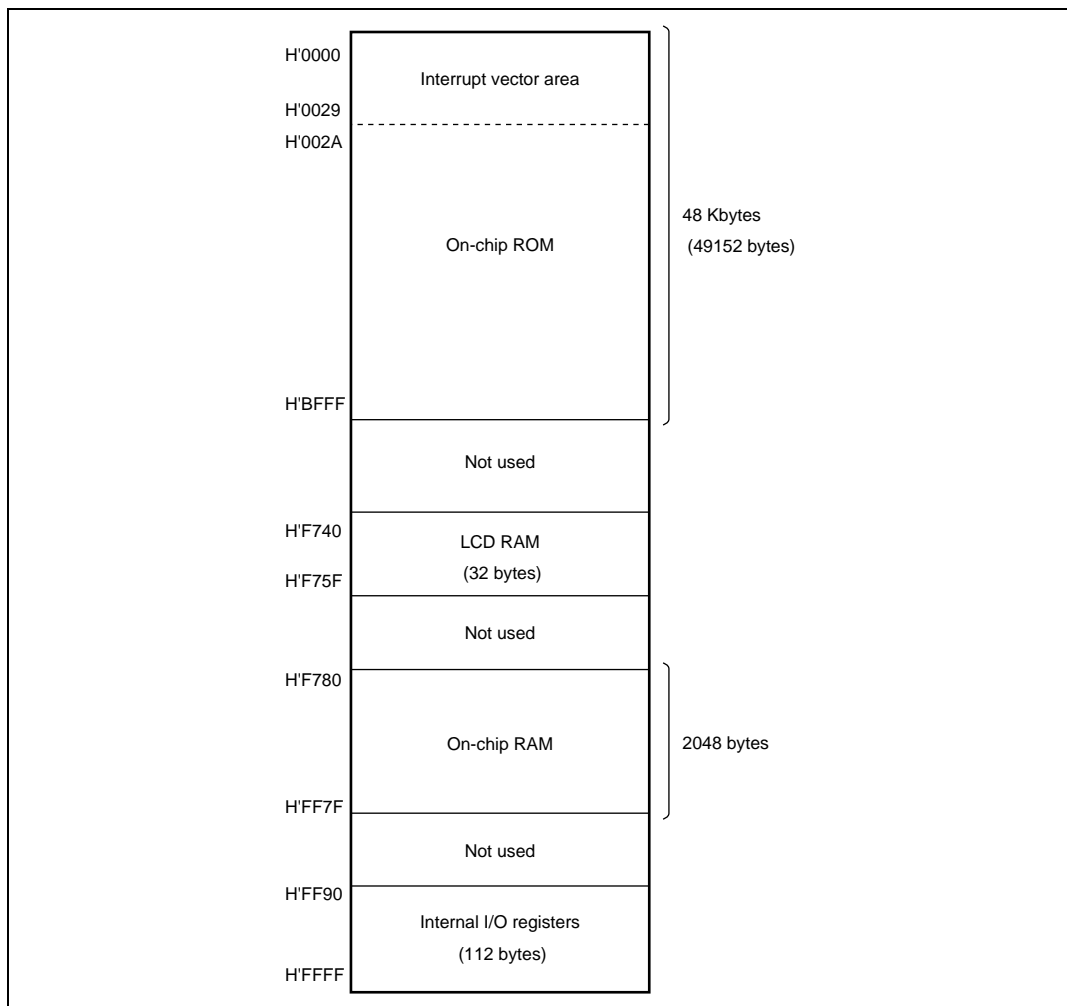 H'0000
Interrupt vector area
H'0029
H'002A
On-chip ROM
48 Kbytes
(49152 bytes)
H'BFFF
Not used
H'F740
LCD RAM
(32 bytes)
H'F75F
Not used
H'F780
On-chip RAM
2048 bytes
H'FF7F
Not used
H'FF90
Internal I/O registers
(112 bytes)
H'FFFF